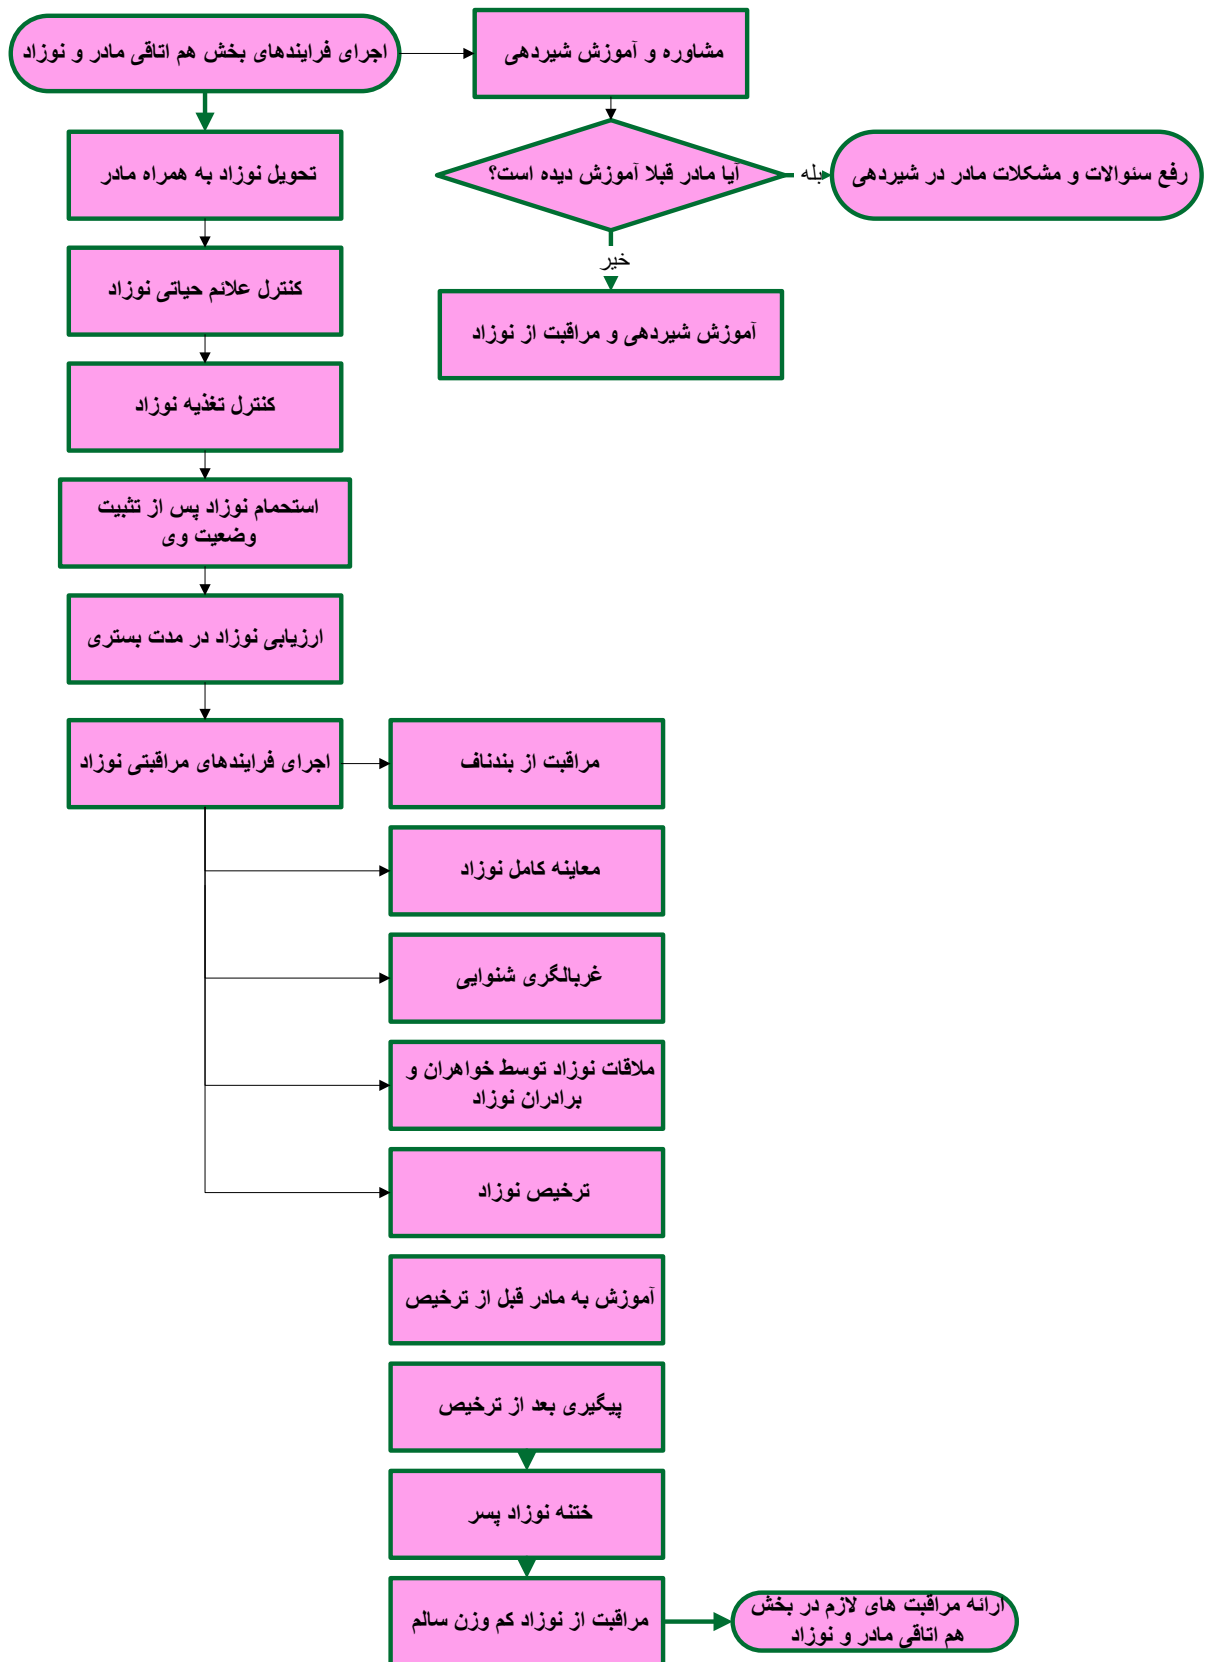 اجرای فرایندهای بخش هم اتاقی مادر و نوزاد
مشاوره و آموزش شیردهی
آیا مادر قبلا آموزش دیده است؟
بله
رفع سئوالات و مشکلات مادر در شیردهی
خیر
آموزش شیردهی و مراقبت از نوزاد
تحویل نوزاد به همراه مادر
کنترل علائم حیاتی نوزاد
کنترل تغذیه نوزاد
استحمام نوزاد پس از تثبیت
وضعیت وی
ارزیابی نوزاد در مدت بستری
اجرای فرایندهای مراقبتی نوزاد
مراقبت از بندناف
معاینه کامل نوزاد
غربالگری شنوایی
ملاقات نوزاد توسط خواهران و
برادران نوزاد
ترخیص نوزاد
آموزش به مادر قبل از ترخیص
پیگیری بعد از ترخیص
ختنه نوزاد پسر
مراقبت از نوزاد کم وزن سالم
ارائه مراقبت های لازم در بخش
هم اتاقی مادر و نوزاد